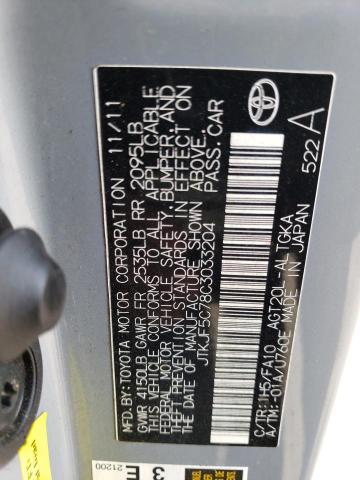 MFD. BY: TOYOTA MOTOR CORPORATION 11/11
GVWR 4150LB GAWR FR 2535LB RR 2095LB
THIS VEHICLE CONFORMS TO ALL APPLICABLE
FEDERAL MOTOR VEHICLE SAFETY, BUMPER, AND
THEFT PREVENTION STANDARDS IN EFFECT ON
THE DATE OF MANUFACTURE SHOWN ABOVE.
JTKJF5C78C3033204 PASS. CAR
C/TR: 1H5/FA10 AGT20L-ALTGKA
A/TM: -01A/U760E MADE IN JAPAN
522 A
TOYOTA
21200
3
E